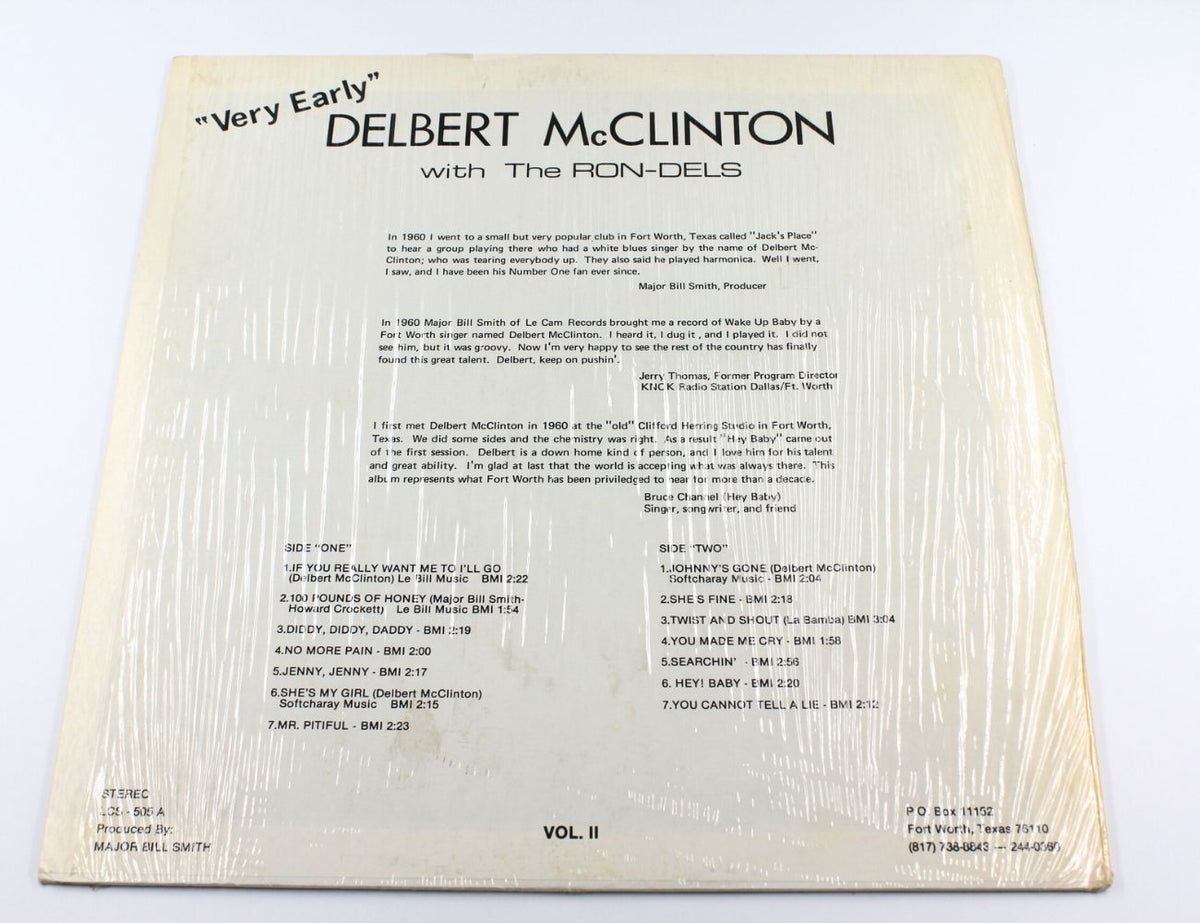 "Very Early"
DELBERT McCLINTON
with The RON-DELS
In 1960 I went to a small but very popular club in Fort Worth, Texas called "Jack's Place"
to hear a group playing there who had a white blues singer by the name of Delbert Mc-
Clinton; who was tearing everybody up. They also said he played harmonica. Well I went,
I saw, and I have been his Number One fan ever since.
Major Bill Smith, Producer
In 1960 Major Bill Smith of Le Cam Records brought me a record of Wake Up Baby by a
Fort Worth singer named Delbert McClinton. I heard it, I dug it, and I played it. I did not
see him, but it was groovy. Now I'm very happy to see the rest of the country has finally
found this great talent. Delbert, keep on pushin'.
Jerry Thomas, Former Program Director
KNOK Radio Station Dallas/Ft. Worth
I first met Delbert McClinton in 1960 at the "old" Clifford Herring Studio in Fort Worth,
Texas. We did some sides and the chemistry was right. As a result "Hey Baby" came out
of the first session. Delbert is a down home kind of person, and I love him for his talent
and great ability. I'm glad at last that the world is accepting what was always there. This
album represents what Fort Worth has been priviledged to hear for more than a decade.
Bruce Channel (Hey Baby)
Singer, songwriter, and friend
SIDE "ONE"
1.IF YOU REALLY WANT ME TO I'LL GO
(Delbert McClinton) Le Bill Music BMI 2:22
2.100 POUNDS OF HONEY (Major Bill Smith-
Howard Crockett) Le Bill Music BMI 1:54
3.DIDDY, DIDDY, DADDY - BMI 2:19
4.NO MORE PAIN - BMI 2:00
5.JENNY, JENNY - BMI 2:17
6.SHE'S MY GIRL (Delbert McClinton)
Softcharay Music BMI 2:15
7.MR. PITIFUL - BMI 2:23
SIDE "TWO"
1.JOHNNY'S GONE (Delbert McClinton)
Softcharay Music - BMI 2:04
2.SHE'S FINE - BMI 2:18
3.TWIST AND SHOUT (La Bamba) BMI 3:04
4.YOU MADE ME CRY - BMI 1:58
5.SEARCHIN' - BMI 2:56
6. HEY! BABY - BMI 2:20
7.YOU CANNOT TELL A LIE - BMI 2:12
STEREO
LCS - 505 A
Produced By:
MAJOR BILL SMITH
VOL. II
P.O. Box 11152
Fort Worth, Texas 76110
(817) 738-8843 —